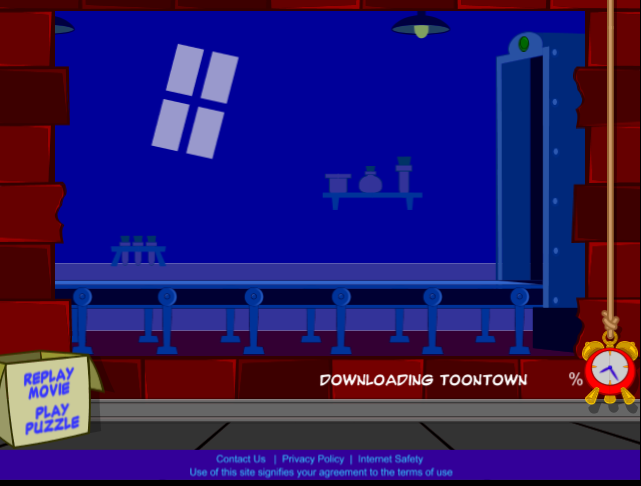 DOWNLOADING TOONTOWN %
REPLAY
MOVIE
PLAY
PUZZLE
Contact Us | Privacy Policy | Internet Safety
Use of this site signifies your agreement to the terms of use